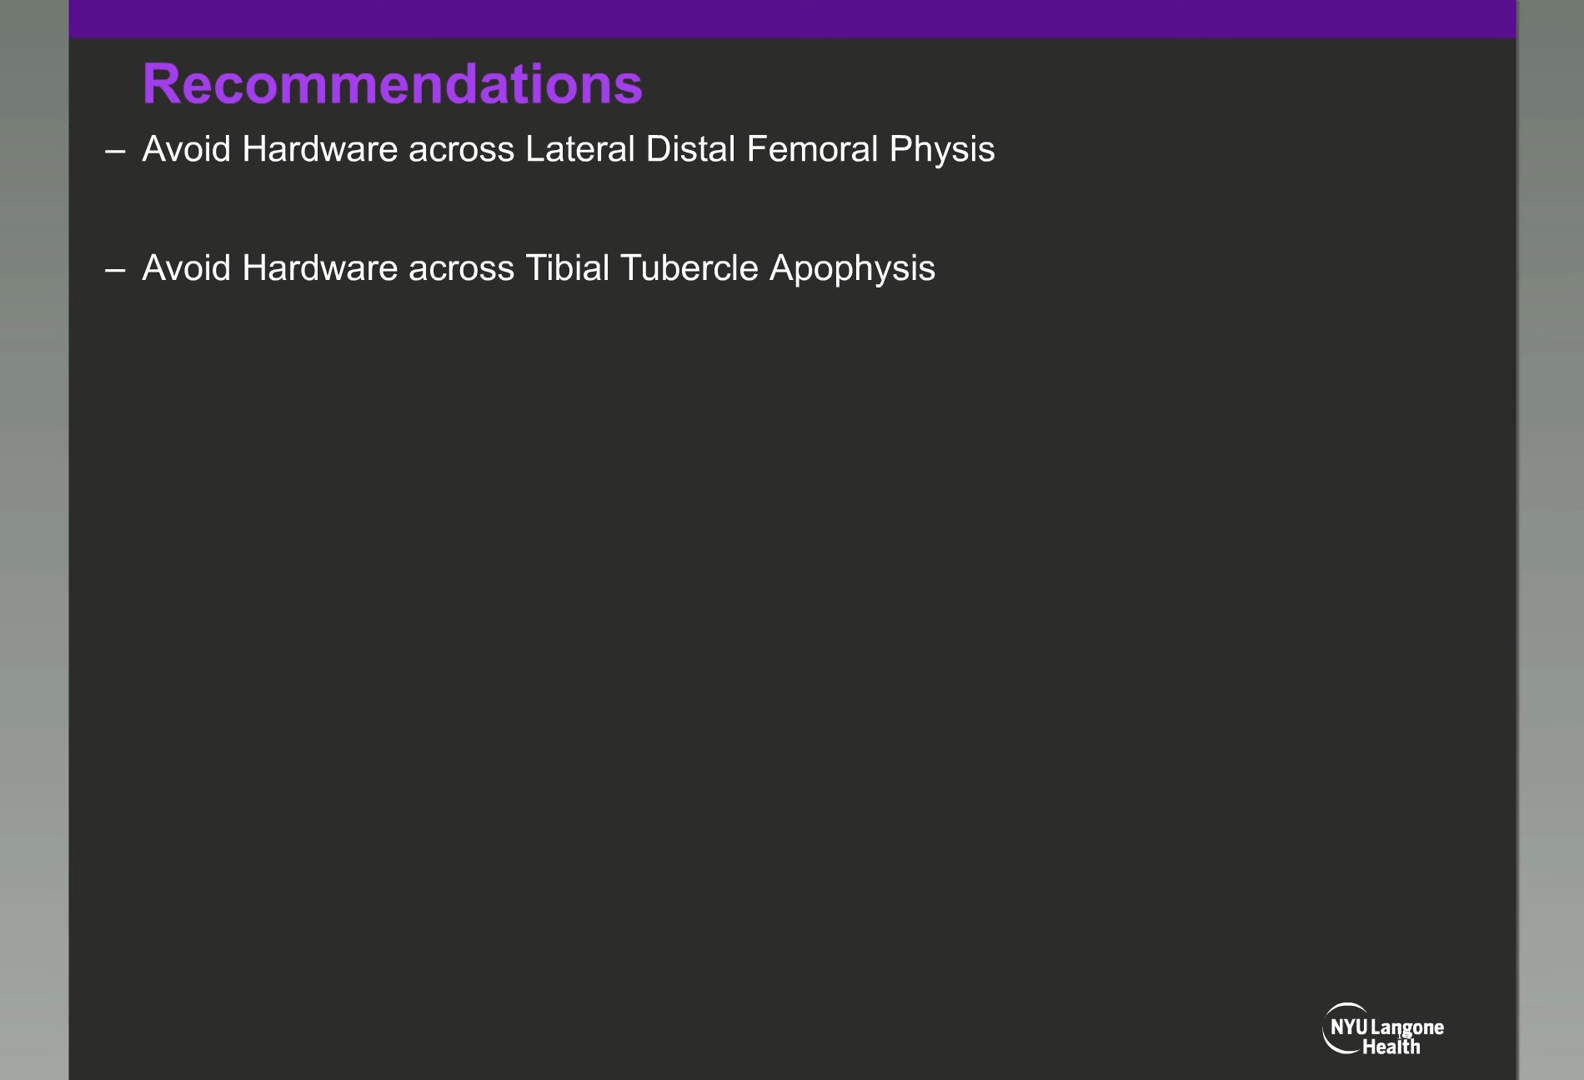 Recommendations
– Avoid Hardware across Lateral Distal Femoral Physis
– Avoid Hardware across Tibial Tubercle Apophysis
NYU Langone
Health